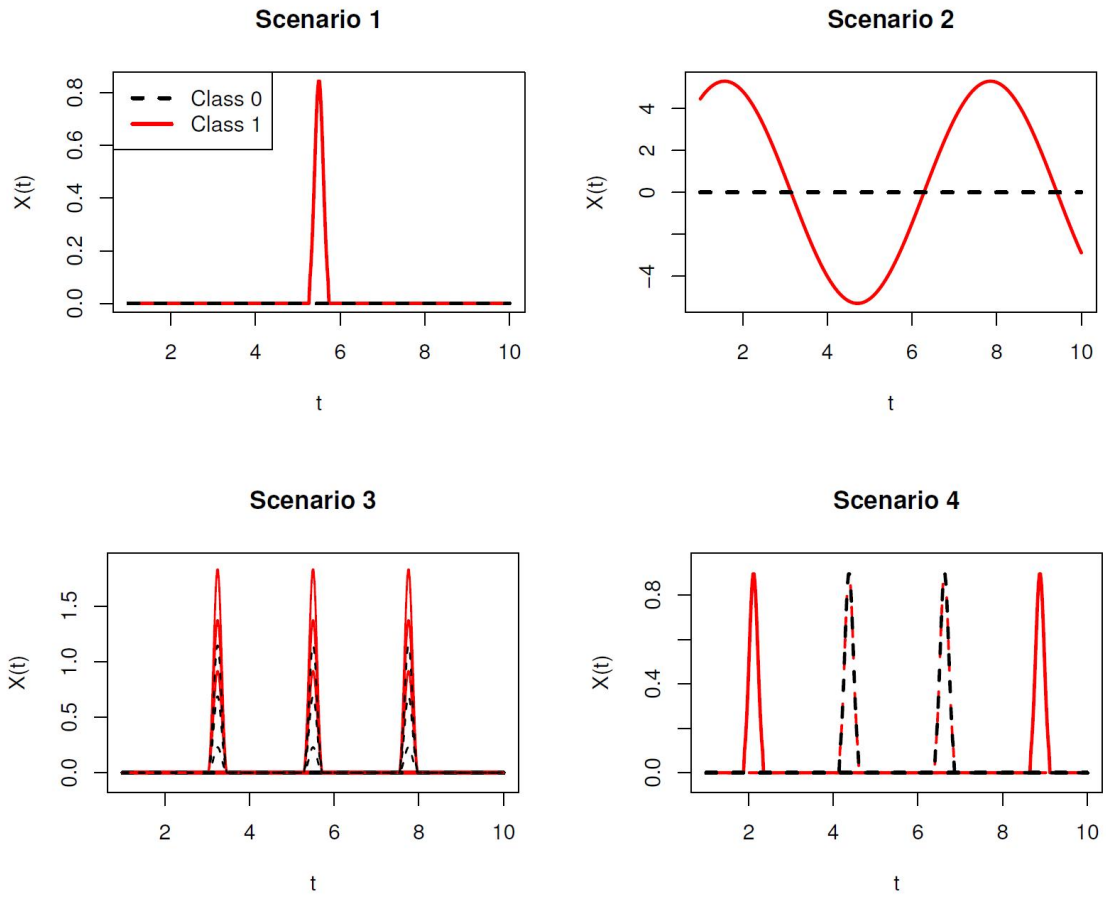 Scenario 1
Class 0
Class 1
X(t)
0.0 0.2 0.4 0.6 0.8
2 4 6 8 10
t
Scenario 2
X(t)
−4 0 2 4
2 4 6 8 10
t
Scenario 3
X(t)
0.0 0.5 1.0 1.5
2 4 6 8 10
t
Scenario 4
X(t)
0.0 0.4 0.8
2 4 6 8 10
t